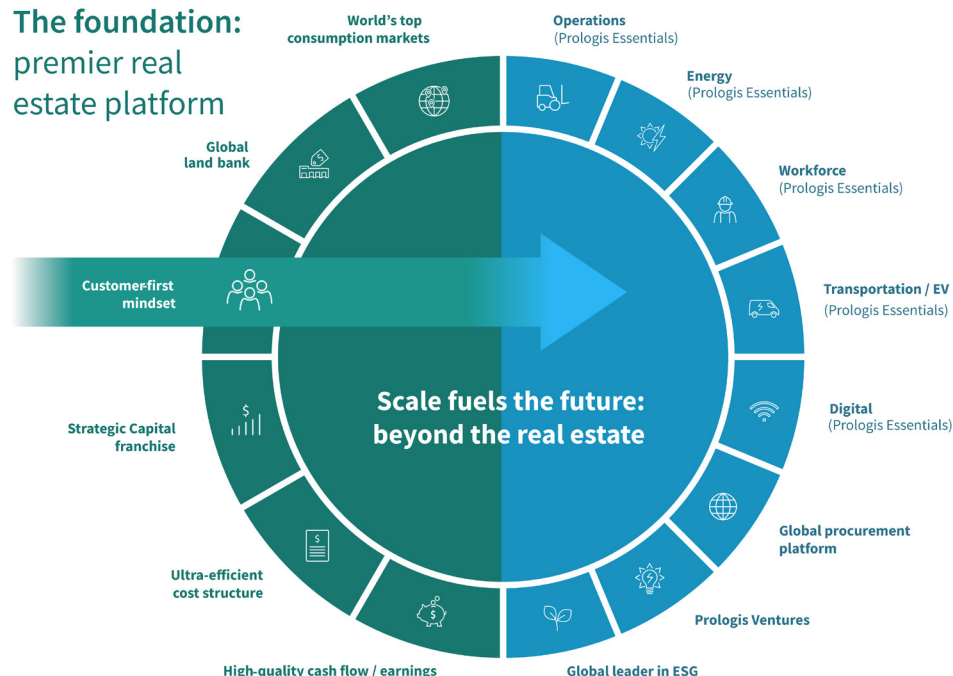 The foundation:
premier real
estate platform
World's top
consumption markets
Operations
(Prologis Essentials)
Energy
(Prologis Essentials)
Global
land bank
Workforce
(Prologis Essentials)
Customer-first
mindset
Transportation / EV
(Prologis Essentials)
Scale fuels the future:
beyond the real estate
Strategic Capital
franchise
Digital
(Prologis Essentials)
Global procurement
platform
Ultra-efficient
cost structure
Prologis Ventures
High-quality cash flow / earnings
Global leader in ESG